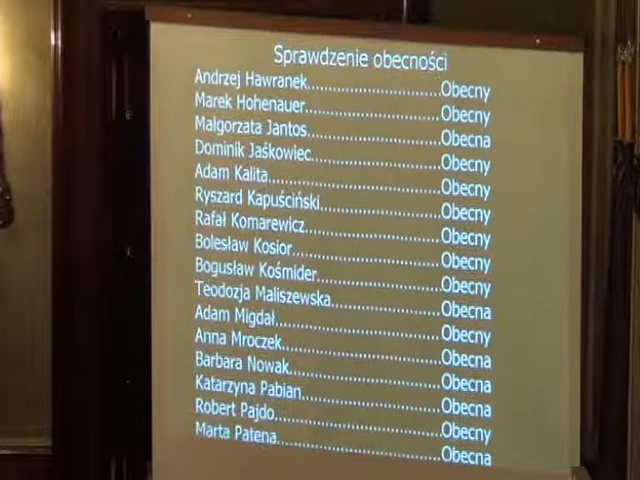 Sprawdzenie obecności
Andrzej Hawranek..............................Obecny
Marek Hohenauer..............................Obecny
Małgorzata Jantos..............................Obecna
Dominik Jaśkowiec..............................Obecny
Adam Kalita..............................Obecny
Ryszard Kapuściński..............................Obecny
Rafał Komarewicz..............................Obecny
Bolesław Kosior..............................Obecny
Bogusław Kośmider..............................Obecny
Teodozja Maliszewska..............................Obecna
Adam Migdał..............................Obecny
Anna Mroczek..............................Obecna
Barbara Nowak..............................Obecna
Katarzyna Pabian..............................Obecna
Robert Pajdo..............................Obecny
Marta Patena..............................Obecna